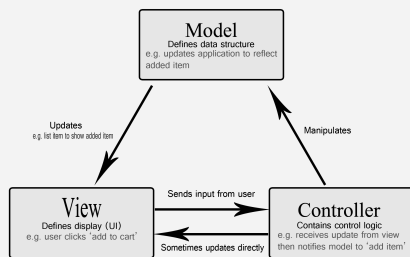 Model
Defines data structure
e.g. updates application to reflect
added item
Updates
e.g. list item to show added item
Manipulates
Sends input from user
View
Defines display (UI)
e.g. user clicks ‘add to cart’
Sometimes updates directly
Controller
Contains control logic
e.g. receives update from view
then notifies model to ‘add item’